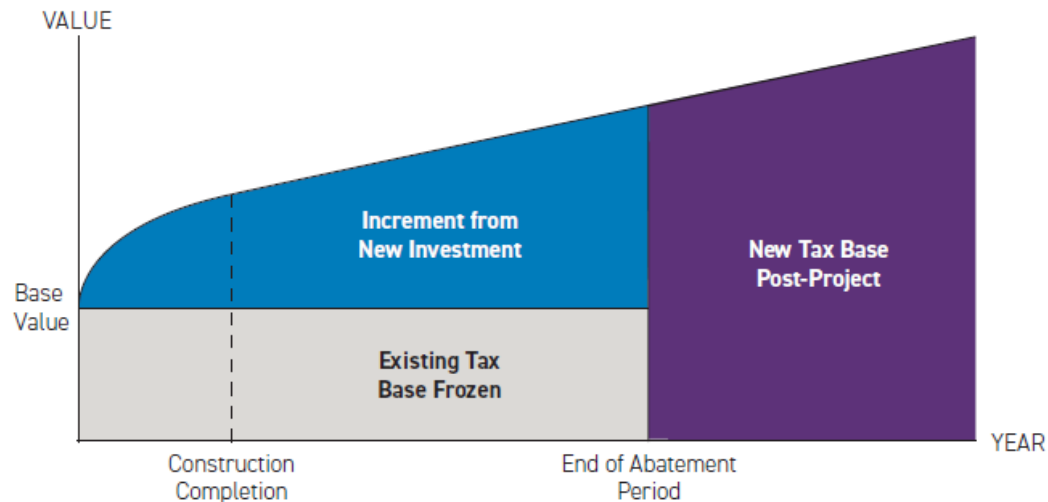 VALUE
Increment from
New Investment
New Tax Base
Post-Project
Base
Value
Existing Tax
Base Frozen
YEAR
Construction
Completion
End of Abatement
Period